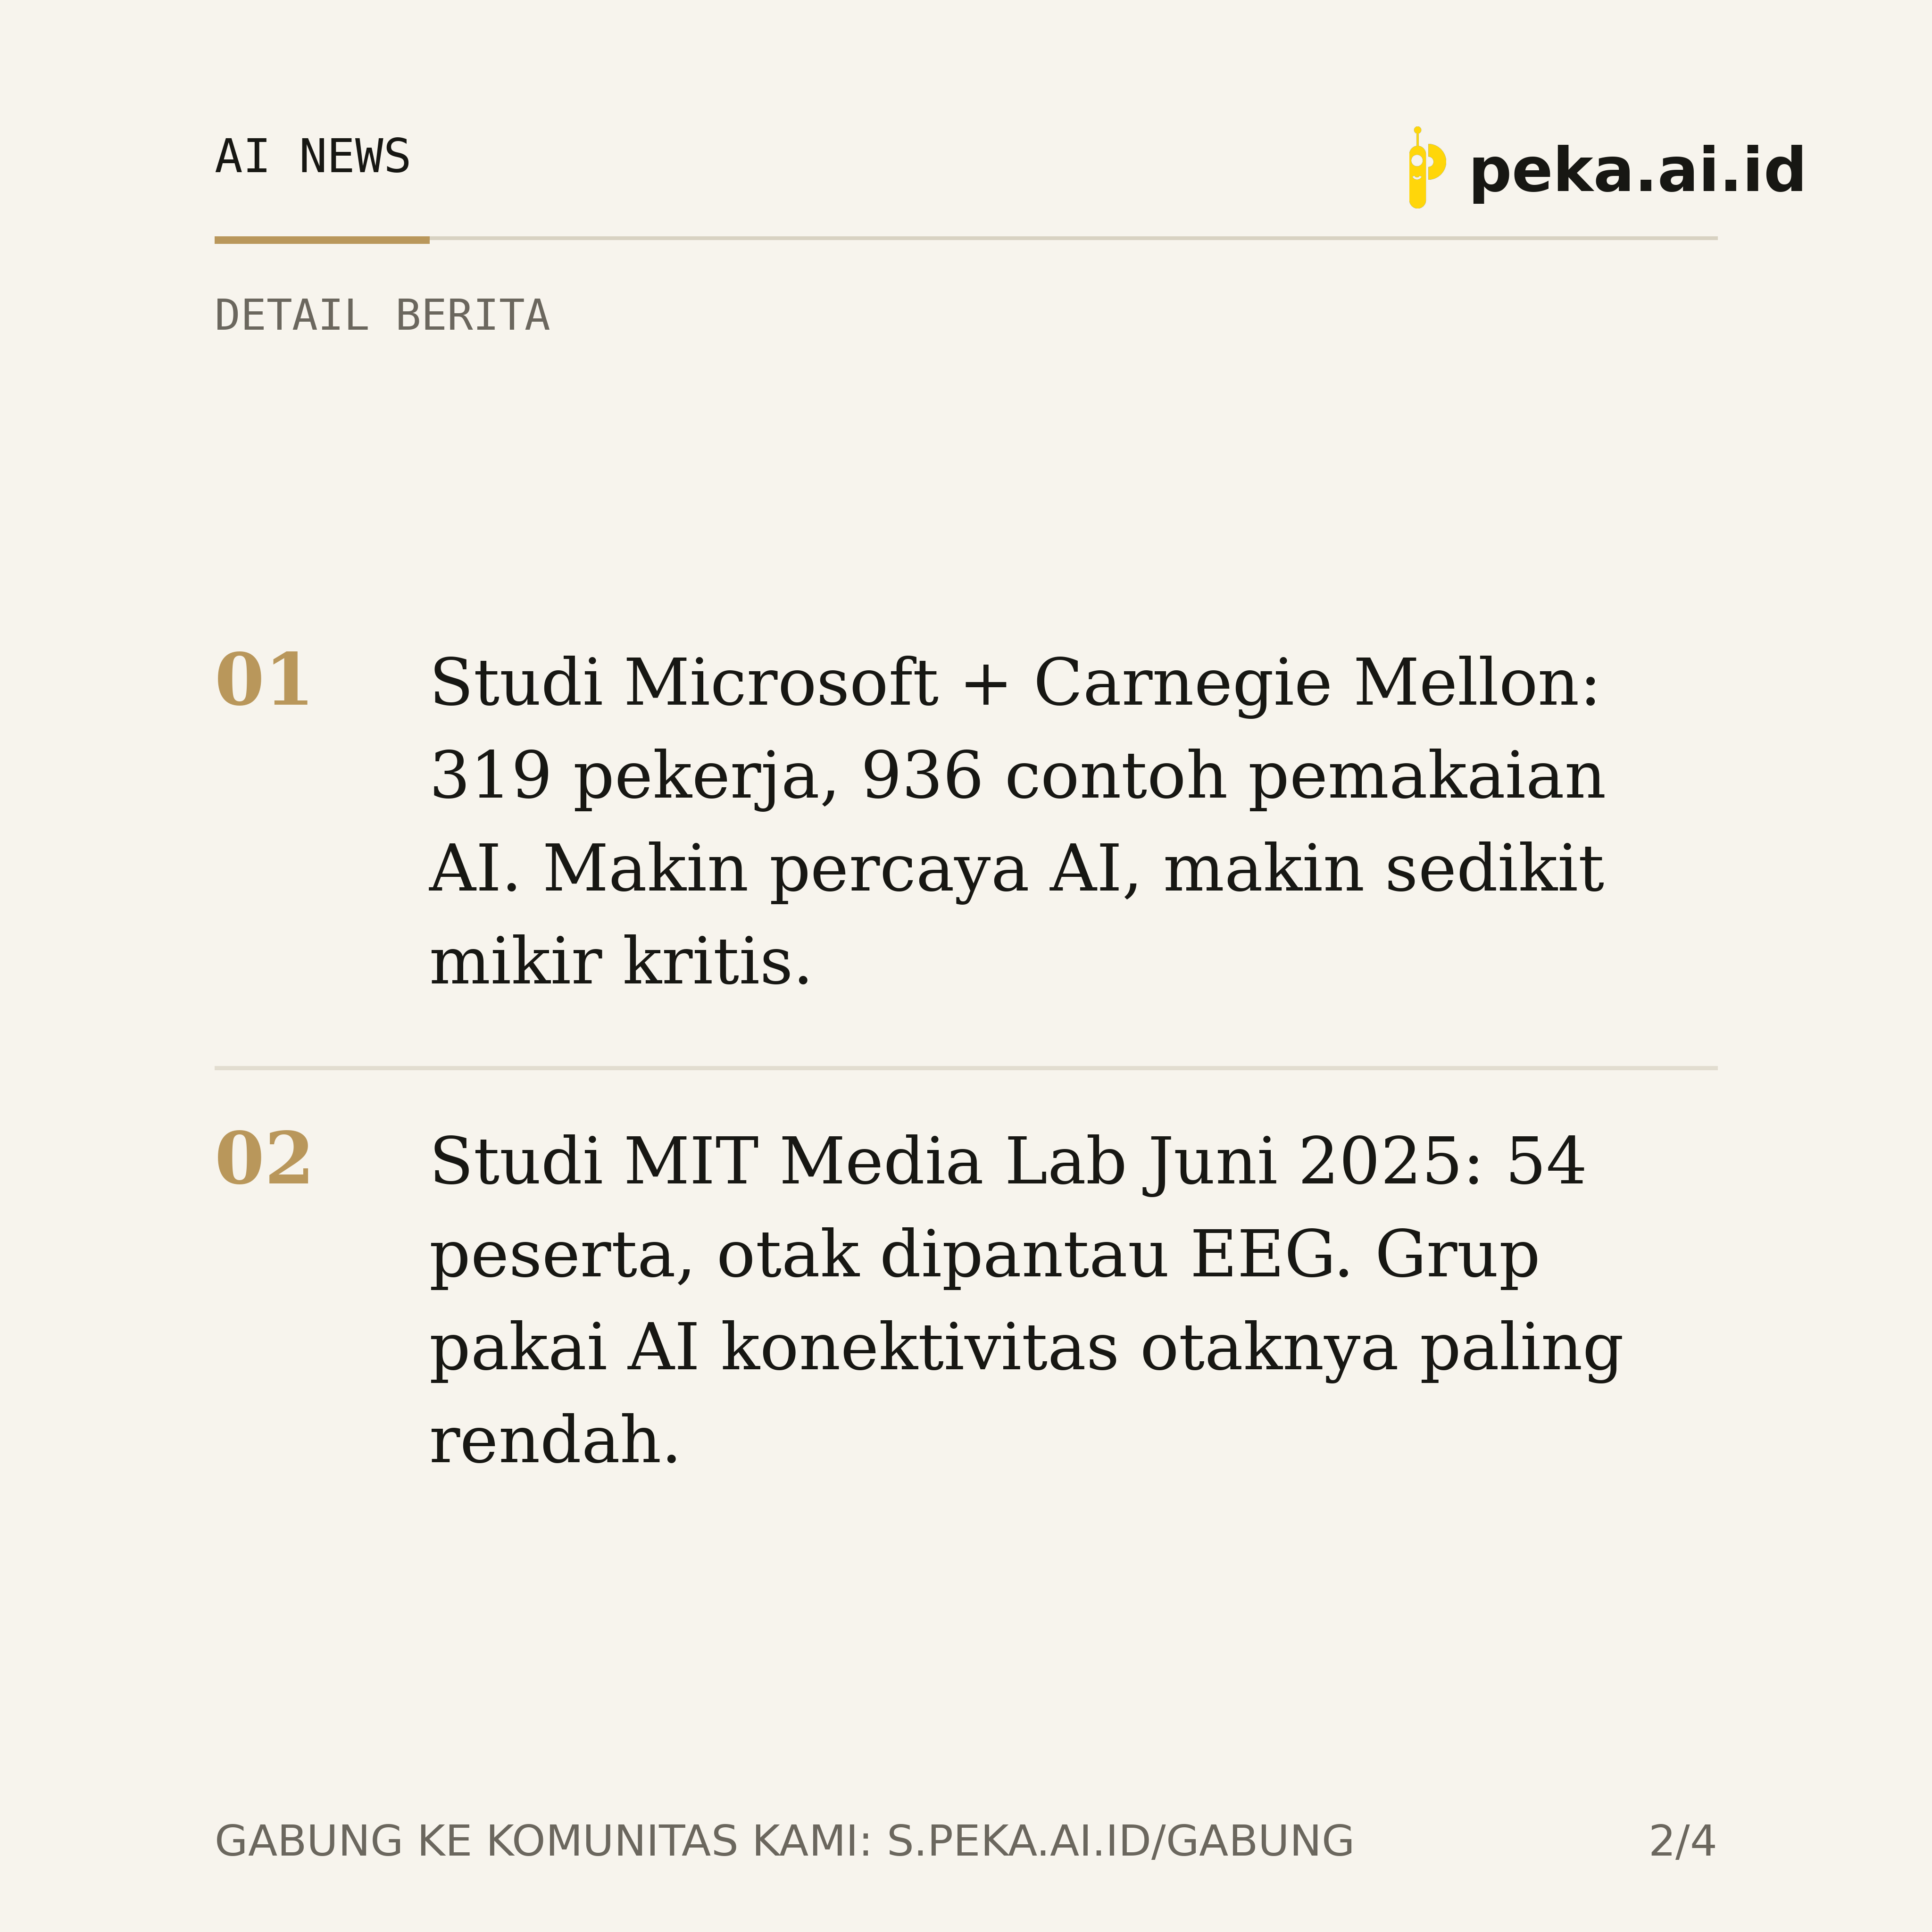 AI NEWS
peka.ai.id
DETAIL BERITA
01
Studi Microsoft + Carnegie Mellon:
319 pekerja, 936 contoh pemakaian
AI. Makin percaya AI, makin sedikit
mikir kritis.
02
Studi MIT Media Lab Juni 2025: 54
peserta, otak dipantau EEG. Grup
pakai AI konektivitas otaknya paling
rendah.
GABUNG KE KOMUNITAS KAMI: S.PEKA.AI.ID/GABUNG
2/4